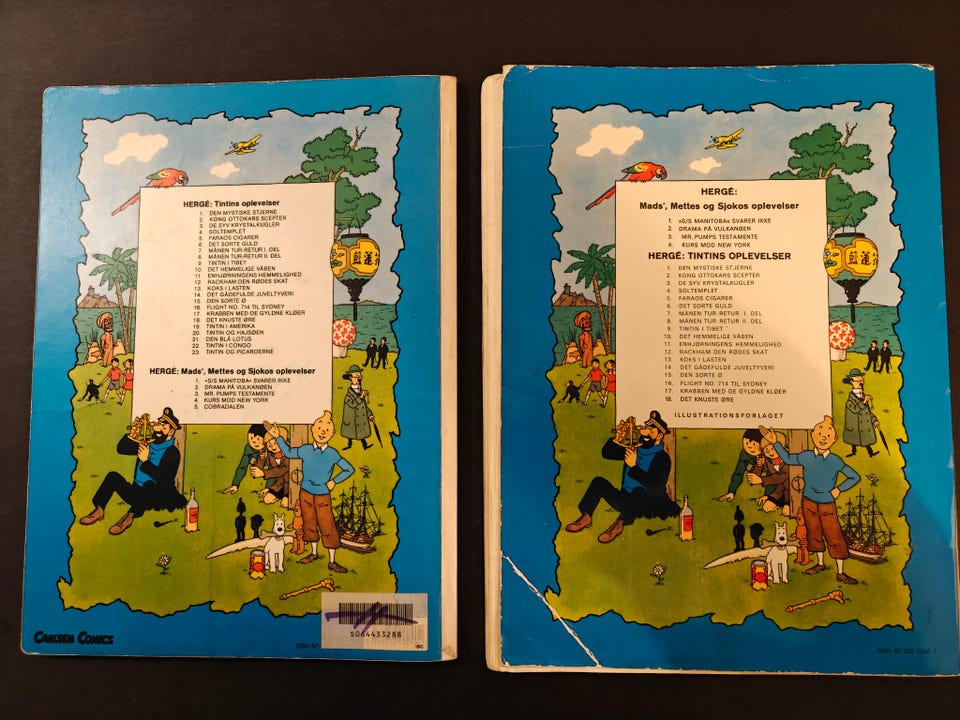 HERGÉ: Tintins oplevelser
1. DEN MYSTISKE STJERNE
2. KONG OTTOKARS SCEPTER
3. DE SYV KRYSTALKUGLER
4. SOLTEMPLET
5. FARAOS CIGARER
6. DET SORTE GULD
7. MÅNEN TUR-RETUR I. DEL
8. MÅNEN TUR-RETUR II. DEL
9. TINTIN I TIBET
10. DET HEMMELIGE VÅBEN
11. ENHJØRNINGENS HEMMELIGHED
12. RACKHAM DEN RØDES SKAT
13. KOKS I LASTEN
14. DET GÅDEFULDE JUVELTYVERI
15. DEN SORTE Ø
16. FLIGHT NO. 714 TIL SYDNEY
17. KRABBEN MED DE GYLDNE KLØER
18. DET KNUSTE ØRE
19. TINTIN I AMERIKA
20. TINTIN OG HAJSØEN
21. DEN BLÅ LOTUS
22. TINTIN I CONGO
23. TINTIN OG PICAROERNE
HERGÉ: Mads', Mettes og Sjokos oplevelser
1. »S/S MANITOBA« SVARER IKKE
2. DRAMA PÅ VULKANØEN
3. MR. PUMPS TESTAMENTE
4. KURS MOD NEW YORK
5. COBRADALEN
CARLSEN COMICS
ISBN 87
5064433288
HERGÉ:
Mads', Mettes og Sjokos oplevelser
1. »S/S MANITOBA« SVARER IKKE
2. DRAMA PÅ VULKANØEN
3. MR. PUMPS TESTAMENTE
4. KURS MOD NEW YORK
HERGÉ: TINTINS OPLEVELSER
1. DEN MYSTISKE STJERNE
2. KONG OTTOKARS SCEPTER
3. DE SYV KRYSTALKUGLER
4. SOLTEMPLET
5. FARAOS CIGARER
6. DET SORTE GULD
7. MÅNEN TUR-RETUR I. DEL
8. MÅNEN TUR-RETUR II. DEL
9. TINTIN I TIBET
10. DET HEMMELIGE VÅBEN
11. ENHJØRNINGENS HEMMELIGHED
12. RACKHAM DEN RØDES SKAT
13. KOKS I LASTEN
14. DET GÅDEFULDE JUVELTYVERI
15. DEN SORTE Ø
16. FLIGHT NO. 714 TIL SYDNEY
17. KRABBEN MED DE GYLDNE KLØER
18. DET KNUSTE ØRE
ILLUSTRATIONSFORLAGET
ISBN 87